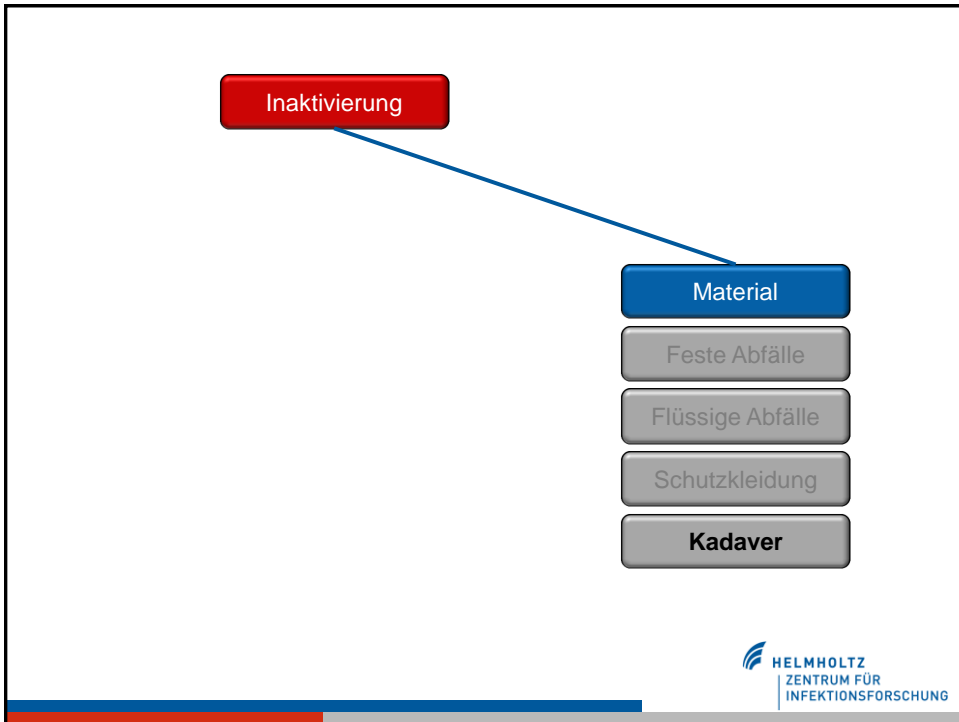 Inaktivierung
Material
Feste Abfälle
Flüssige Abfälle
Schutzkleidung
Kadaver
HELMHOLTZ
ZENTRUM FÜR
INFEKTIONSFORSCHUNG